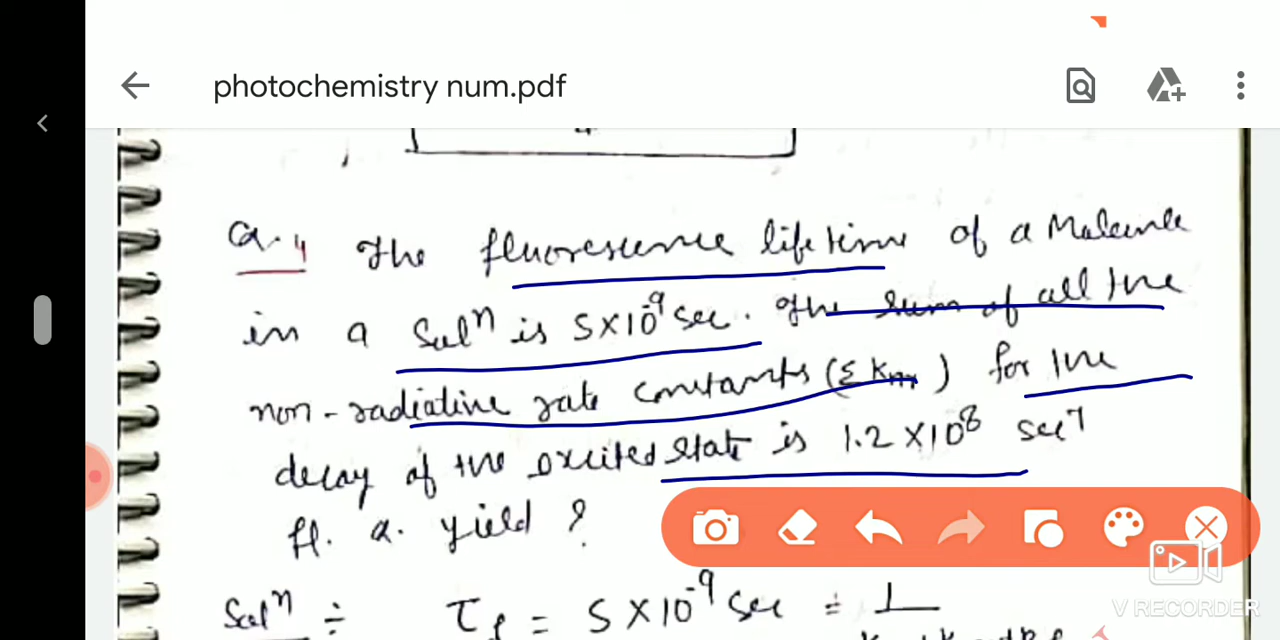 photochemistry num.pdf
Q.4 The fluorescence life time of a Molecule
in a Solⁿ is 5×10⁻⁹ sec. The sum of all the
non-radiative rate constants (Σ Knr) for the
decay of the excited state is 1.2×10⁸ sec⁻¹
fl. Q. yield ?
Solⁿ ÷ τf = 5×10⁻⁹ sec = 1
V RECORDER